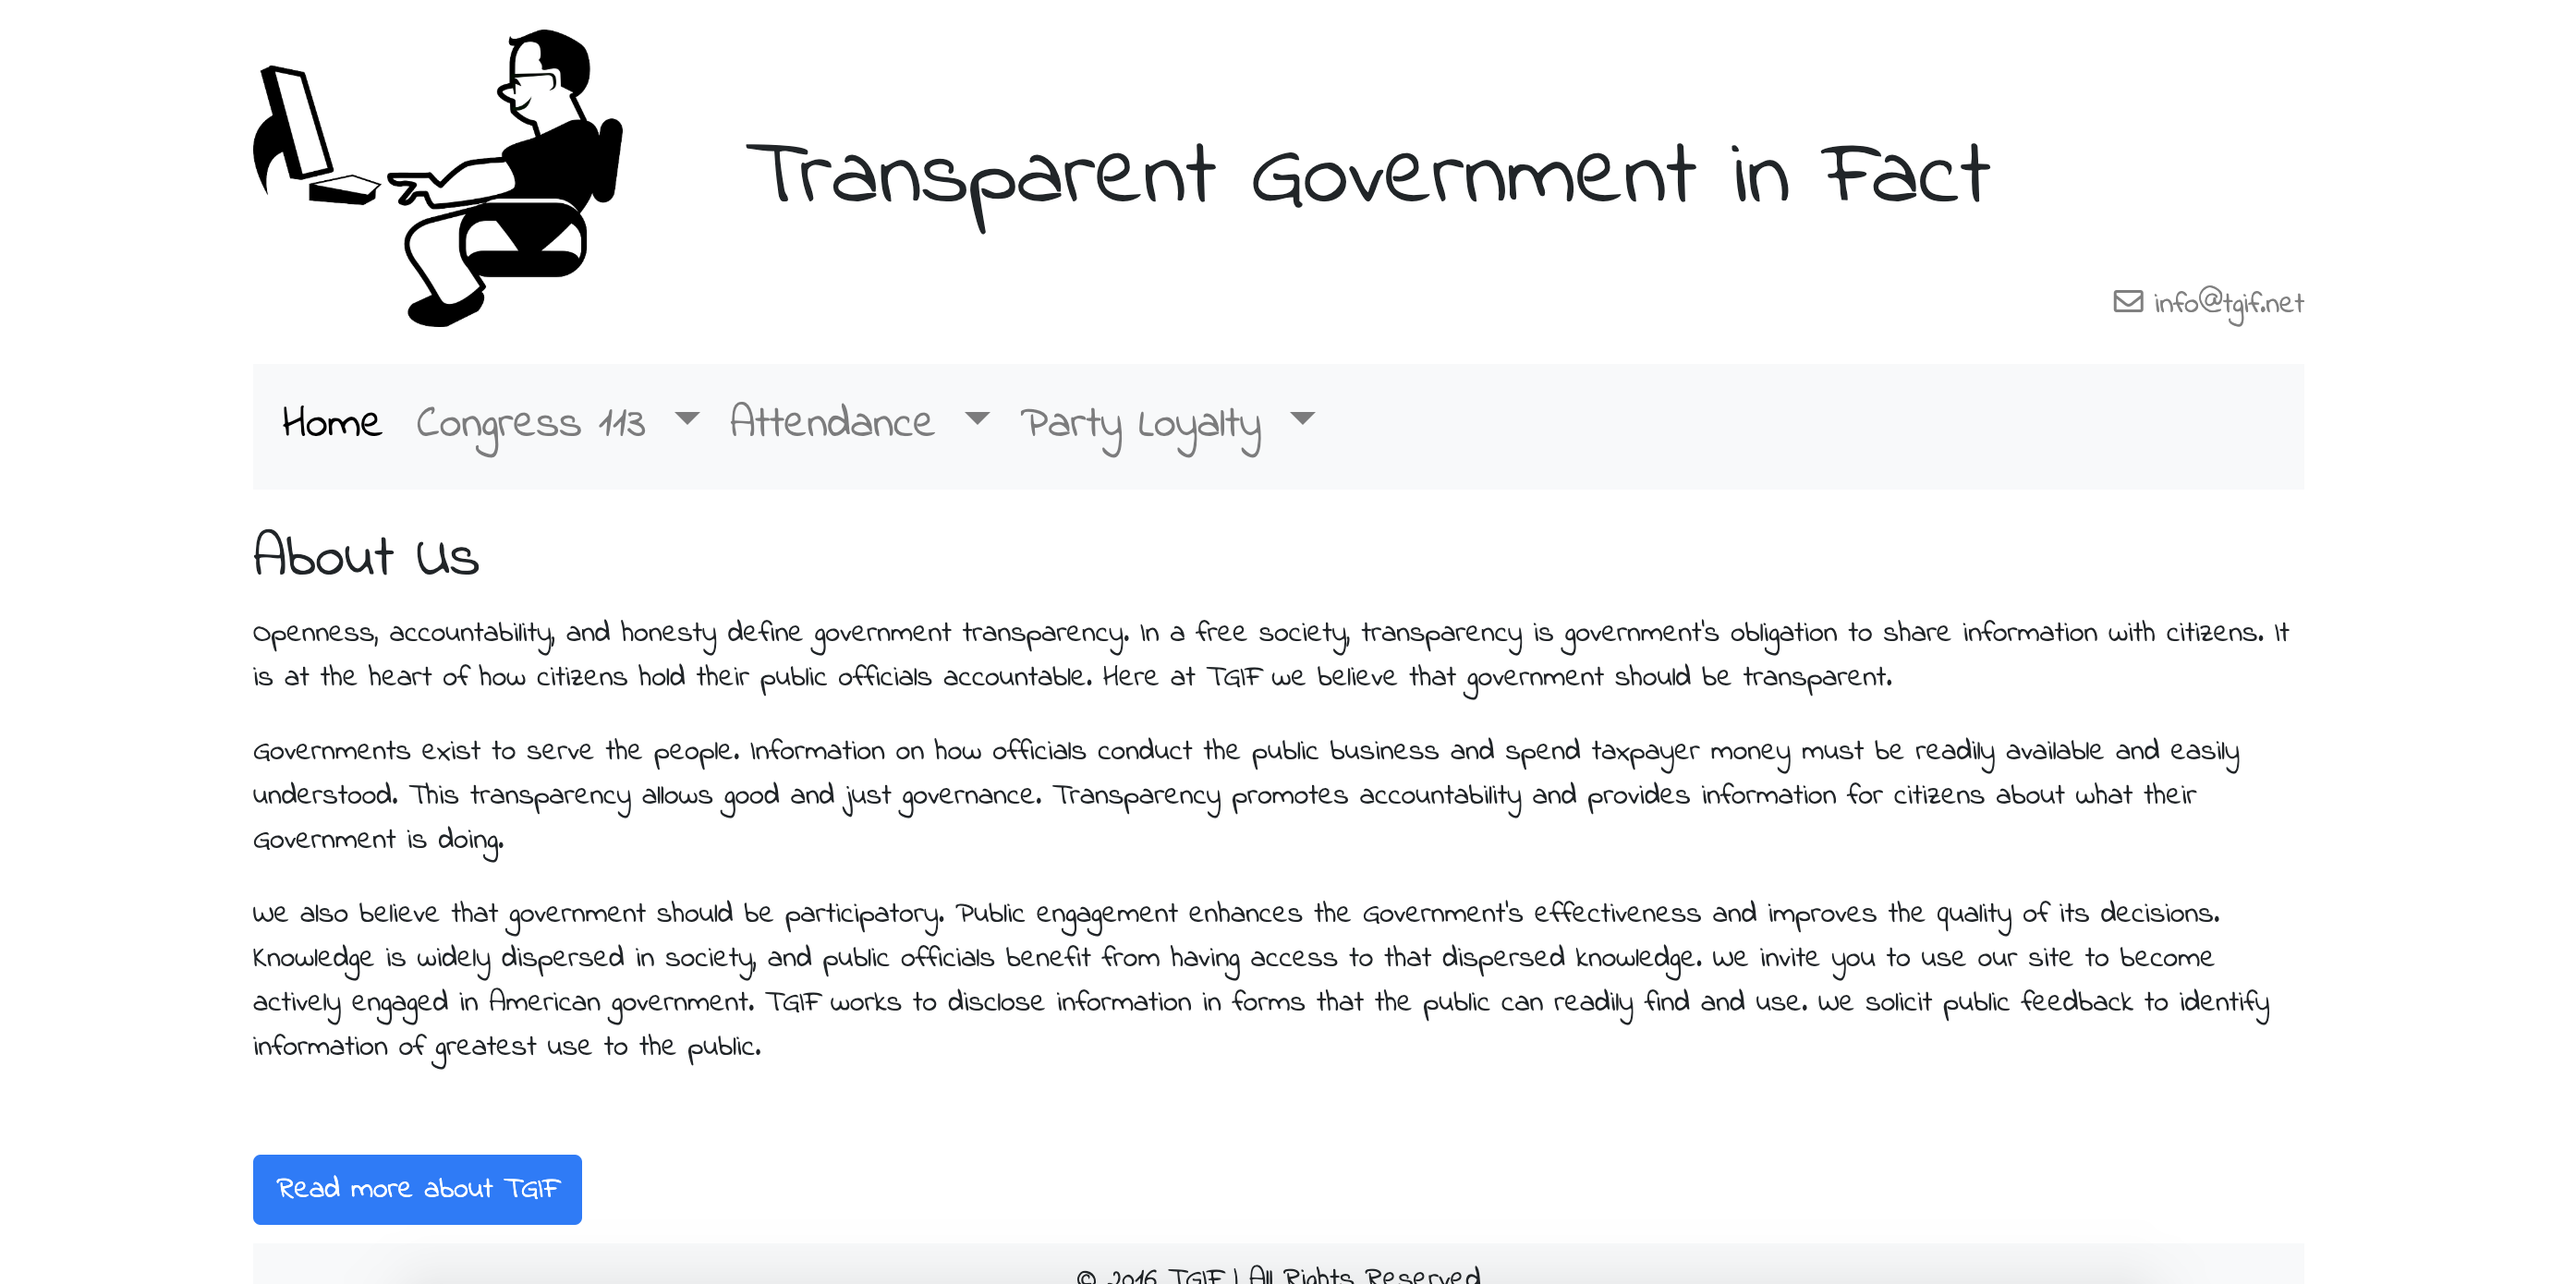 Transparent Government in Fact
info@tgif.net
Home Congress 113 Attendance Party Loyalty
About Us
Openness, accountability, and honesty define government transparency. In a free society, transparency is government's obligation to share information with citizens. It
is at the heart of how citizens hold their public officials accountable. Here at TGIF we believe that government should be transparent.
Governments exist to serve the people. Information on how officials conduct the public business and spend taxpayer money must be readily available and easily
understood. This transparency allows good and just governance. Transparency promotes accountability and provides information for citizens about what their
Government is doing.
We also believe that government should be participatory. Public engagement enhances the Government's effectiveness and improves the quality of its decisions.
Knowledge is widely dispersed in society, and public officials benefit from having access to that dispersed knowledge. We invite you to use our site to become
actively engaged in American government. TGIF works to disclose information in forms that the public can readily find and use. We solicit public feedback to identify
information of greatest use to the public.
Read more about TGIF
© 2016 TGIF | All Rights Reserved